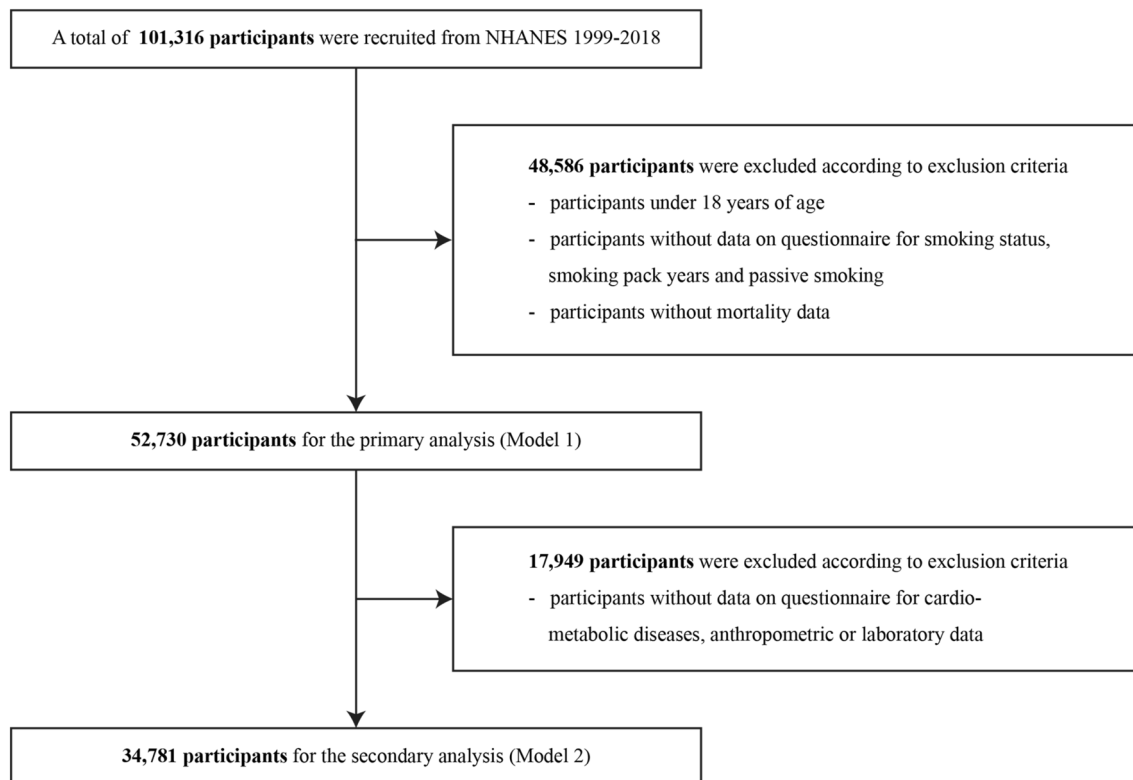 A total of 101,316 participants were recruited from NHANES 1999-2018
48,586 participants were excluded according to exclusion criteria
- participants under 18 years of age
- participants without data on questionnaire for smoking status,
smoking pack years and passive smoking
- participants without mortality data
52,730 participants for the primary analysis (Model 1)
17,949 participants were excluded according to exclusion criteria
- participants without data on questionnaire for cardio-
metabolic diseases, anthropometric or laboratory data
34,781 participants for the secondary analysis (Model 2)